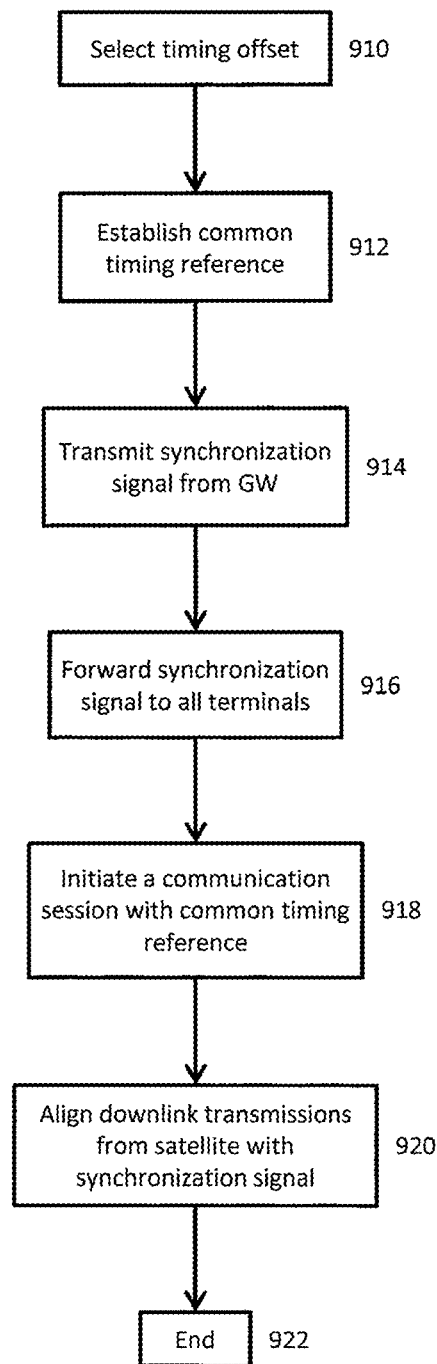 Select timing offset 910
Establish common
timing reference
912
Transmit synchronization
signal from GW
914
Forward synchronization
signal to all terminals
916
Initiate a communication
session with common timing
reference
918
Align downlink transmissions
from satellite with
synchronization signal
920
End 922